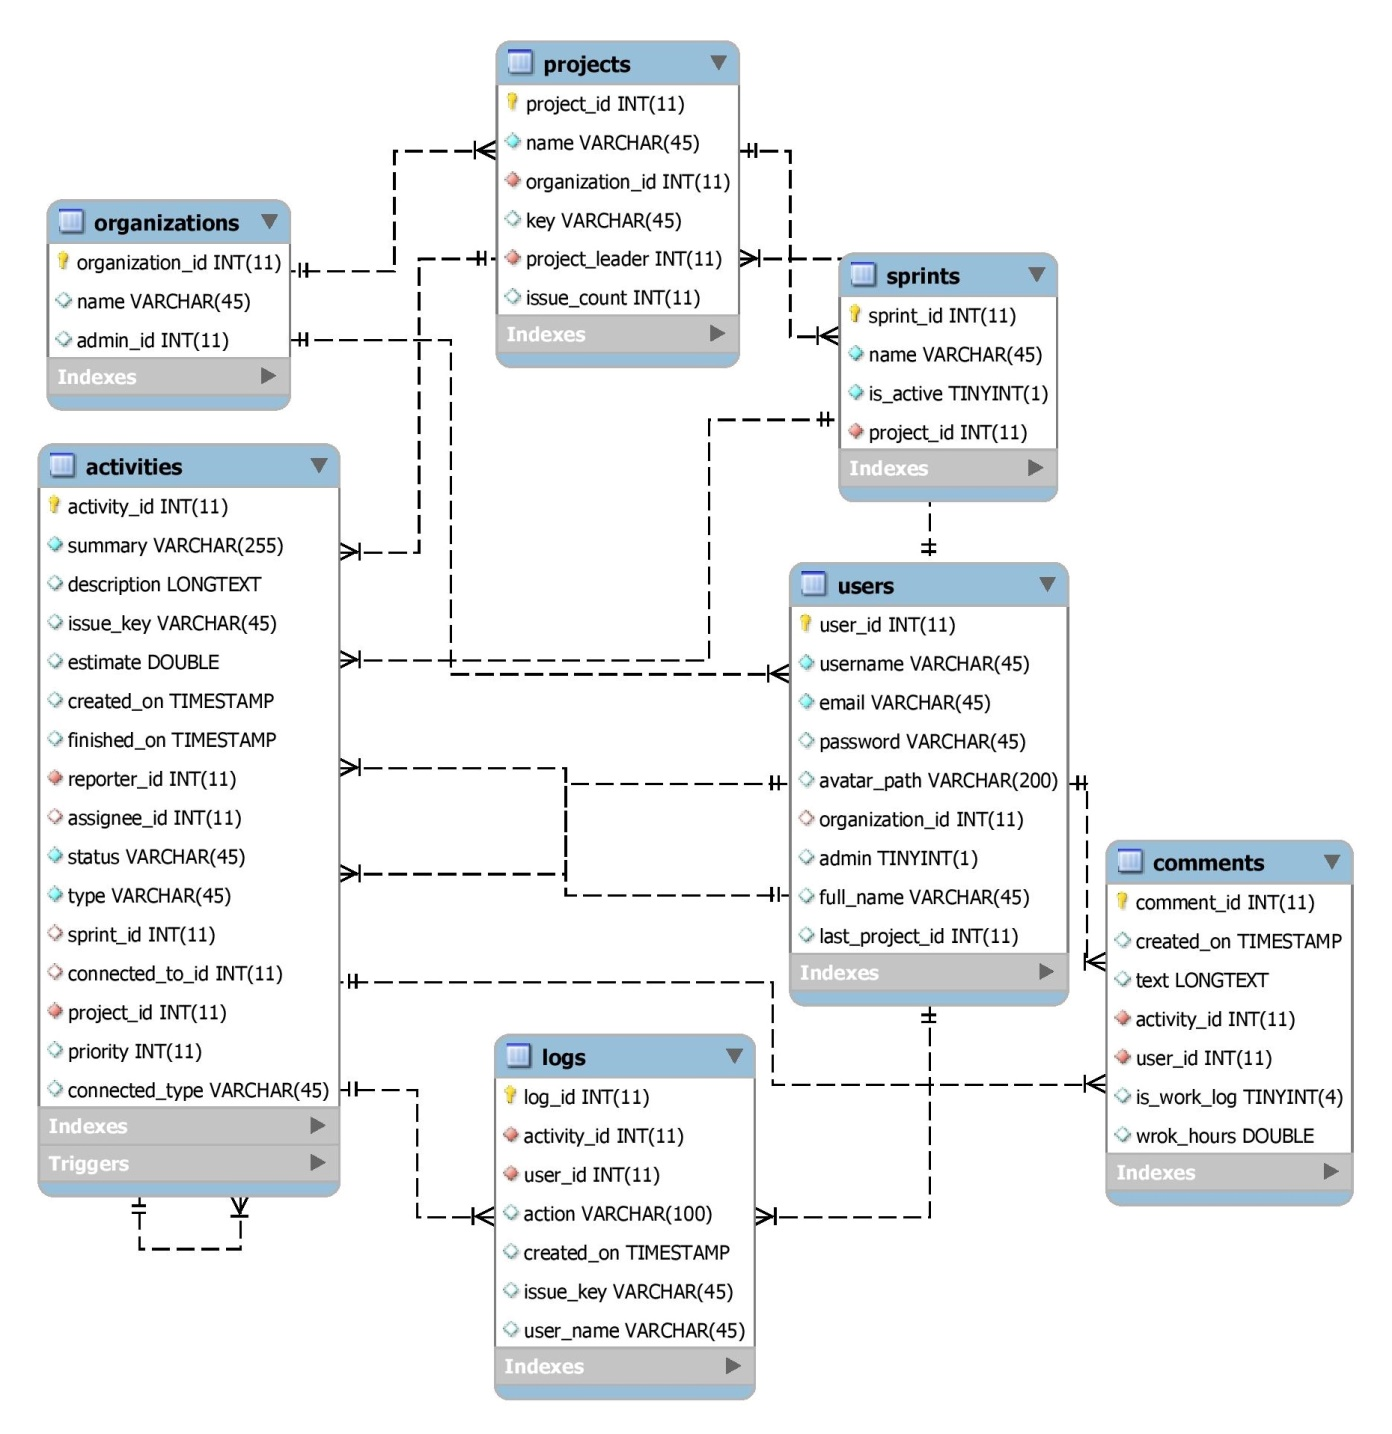 projects
project_id INT(11)
name VARCHAR(45)
organization_id INT(11)
key VARCHAR(45)
project_leader INT(11)
issue_count INT(11)
Indexes
organizations
organization_id INT(11)
name VARCHAR(45)
admin_id INT(11)
Indexes
sprints
sprint_id INT(11)
name VARCHAR(45)
is_active TINYINT(1)
project_id INT(11)
Indexes
activities
activity_id INT(11)
summary VARCHAR(255)
description LONGTEXT
issue_key VARCHAR(45)
estimate DOUBLE
created_on TIMESTAMP
finished_on TIMESTAMP
reporter_id INT(11)
assignee_id INT(11)
status VARCHAR(45)
type VARCHAR(45)
sprint_id INT(11)
connected_to_id INT(11)
project_id INT(11)
priority INT(11)
connected_type VARCHAR(45)
Indexes
Triggers
users
user_id INT(11)
username VARCHAR(45)
email VARCHAR(45)
password VARCHAR(45)
avatar_path VARCHAR(200)
organization_id INT(11)
admin TINYINT(1)
full_name VARCHAR(45)
last_project_id INT(11)
Indexes
comments
comment_id INT(11)
created_on TIMESTAMP
text LONGTEXT
activity_id INT(11)
user_id INT(11)
is_work_log TINYINT(4)
wrok_hours DOUBLE
Indexes
logs
log_id INT(11)
activity_id INT(11)
user_id INT(11)
action VARCHAR(100)
created_on TIMESTAMP
issue_key VARCHAR(45)
user_name VARCHAR(45)
Indexes